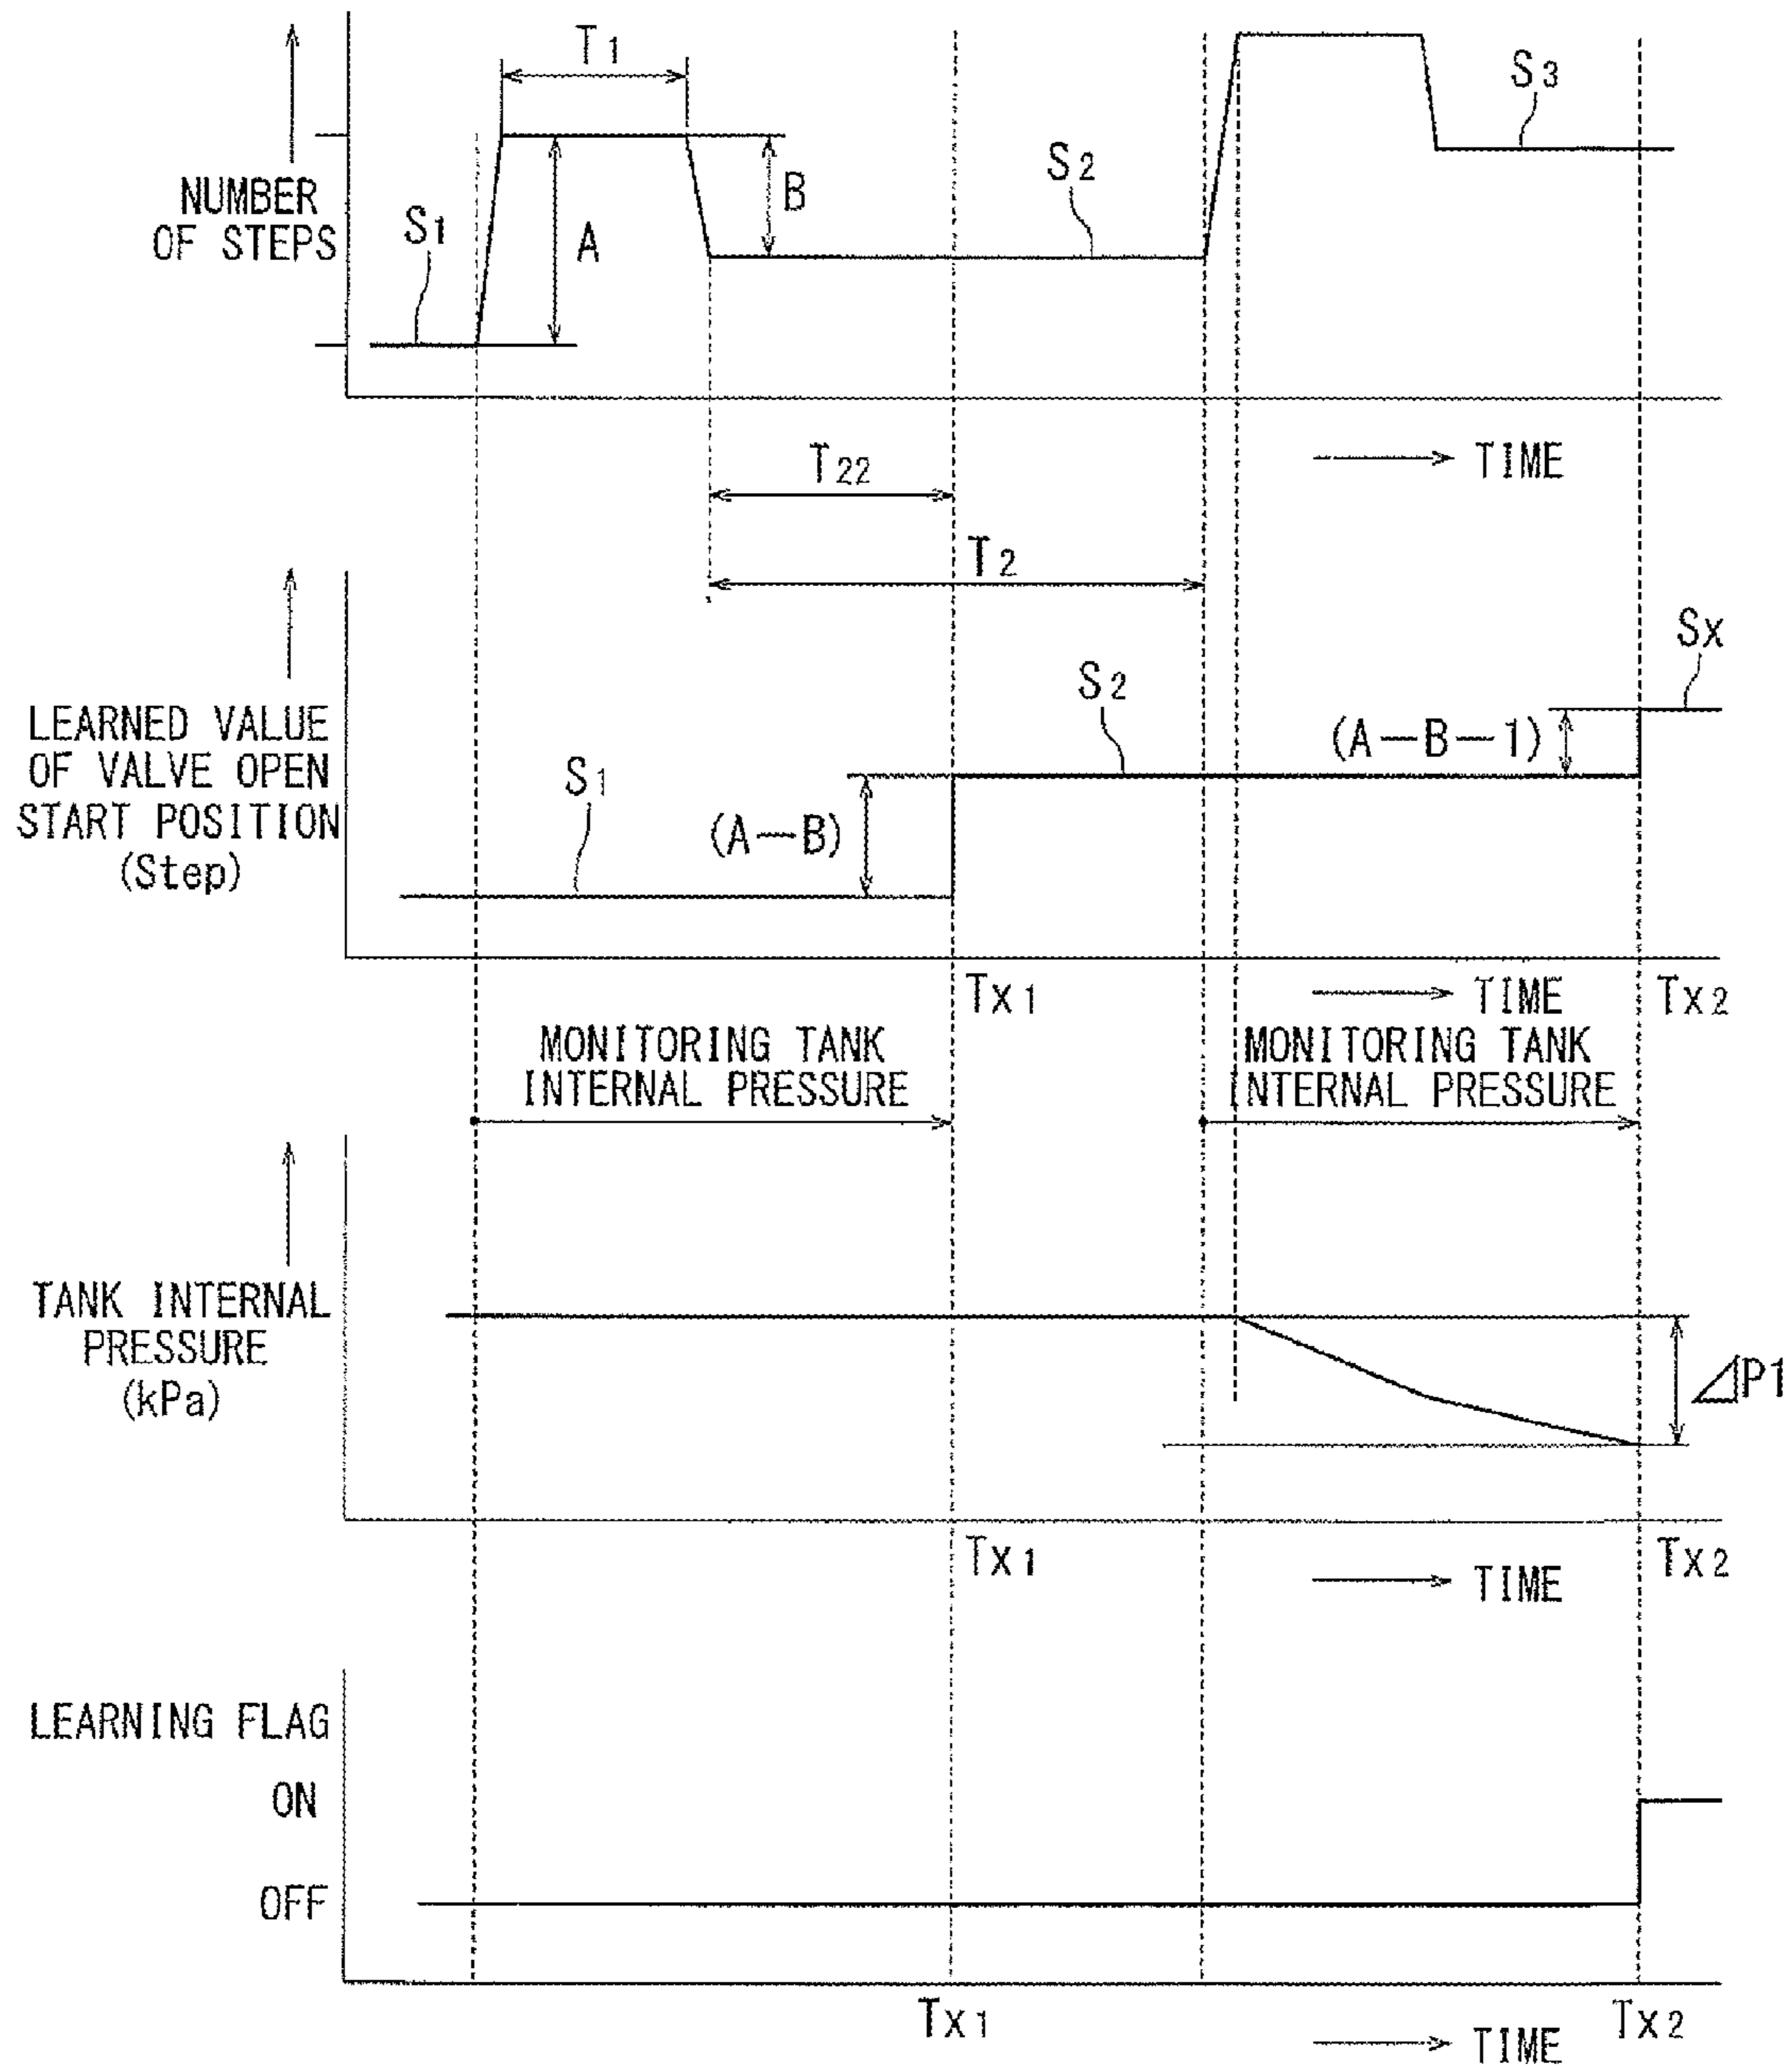 T1
S3
NUMBER
OF STEPS
S1
A
B
S2
TIME
T22
T2
LEARNED VALUE
OF VALVE OPEN
START POSITION
(Step)
S1
(A—B)
S2
(A—B—1)
Sx
Tx1
TIME
Tx2
MONITORING TANK
INTERNAL PRESSURE
MONITORING TANK
INTERNAL PRESSURE
TANK INTERNAL
PRESSURE
(kPa)
⊿P1
Tx1
TIME
Tx2
LEARNING FLAG
ON
OFF
Tx1
TIME
Tx2